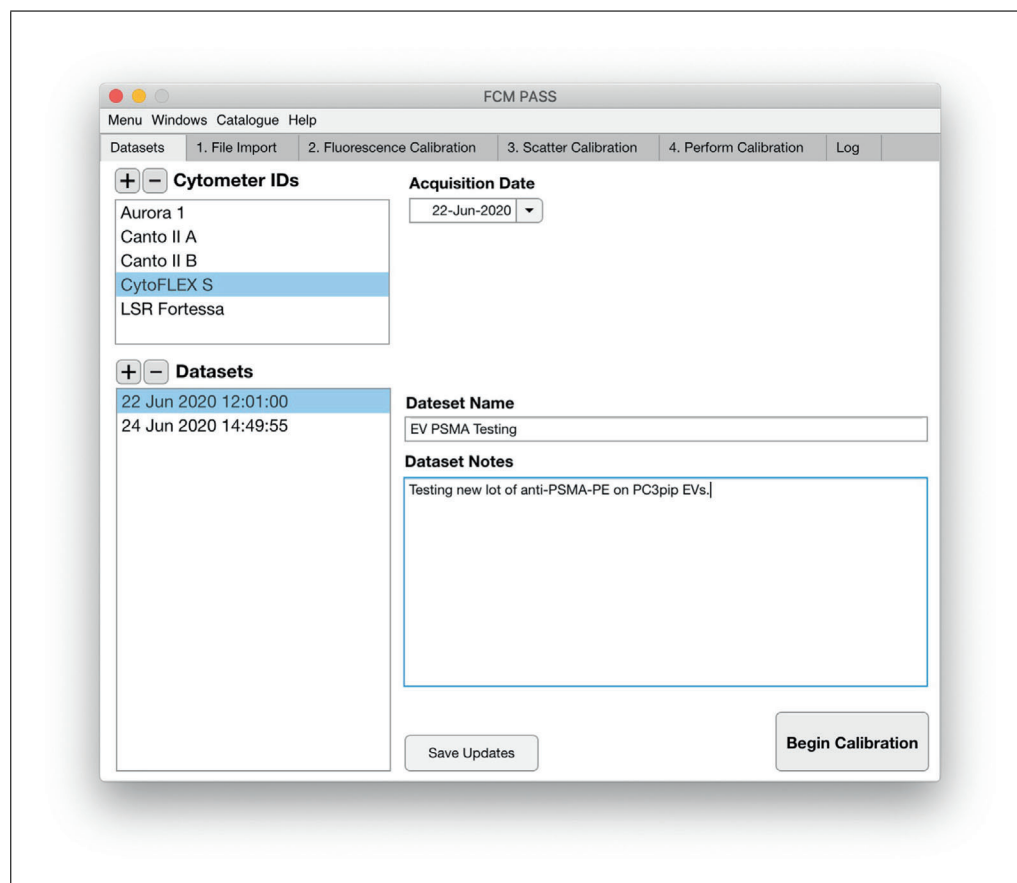 FCM PASS
Menu Windows Catalogue Help
Datasets 1. File Import 2. Fluorescence Calibration 3. Scatter Calibration 4. Perform Calibration Log
+ − Cytometer IDs
Aurora 1
Canto II A
Canto II B
CytoFLEX S
LSR Fortessa
Acquisition Date
22-Jun-2020
+ − Datasets
22 Jun 2020 12:01:00
24 Jun 2020 14:49:55
Dateset Name
EV PSMA Testing
Dataset Notes
Testing new lot of anti-PSMA-PE on PC3pip EVs.
Save Updates
Begin Calibration